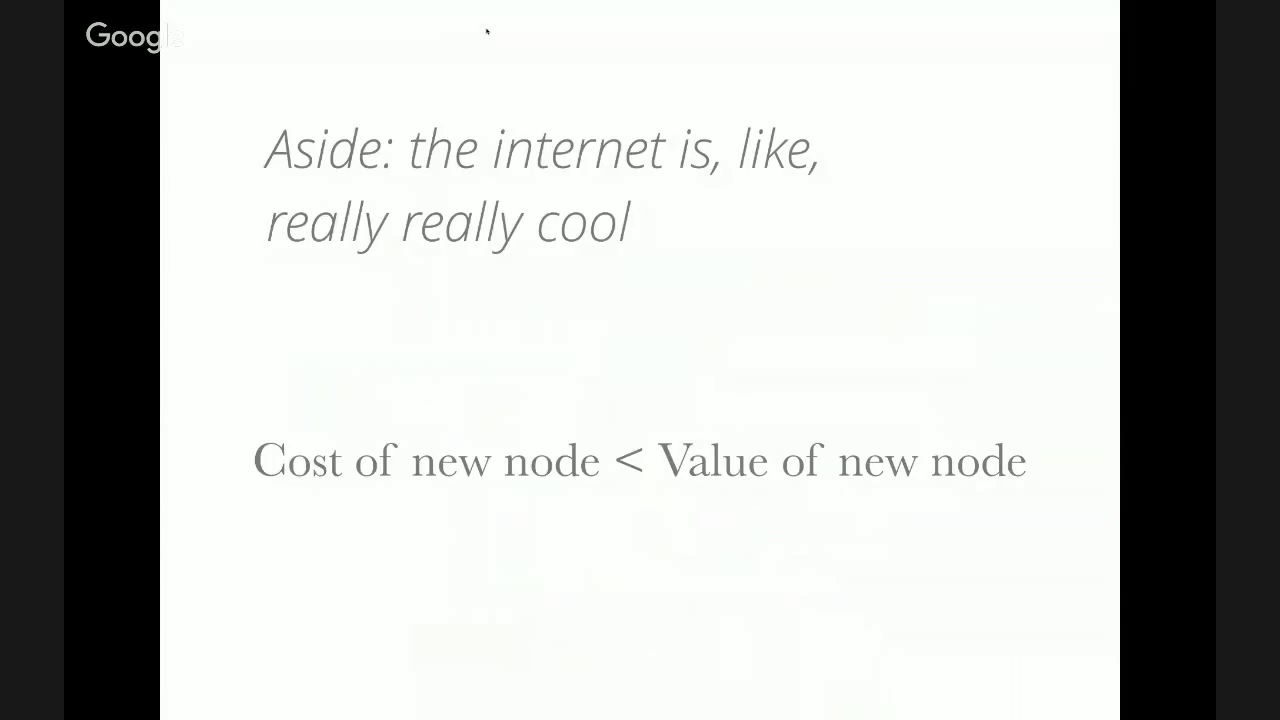 Google
Aside: the internet is, like,
really really cool
Cost of new node < Value of new node